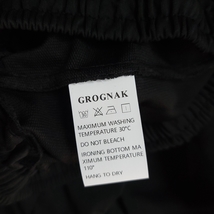 GROGNAK
MAXIMUM WASHING
TEMPERATURE 30°C
DO NOT BLEACH
IRONING BOTTOM MA
XIMUM TEMPERATURE
110°
HANG TO DRY